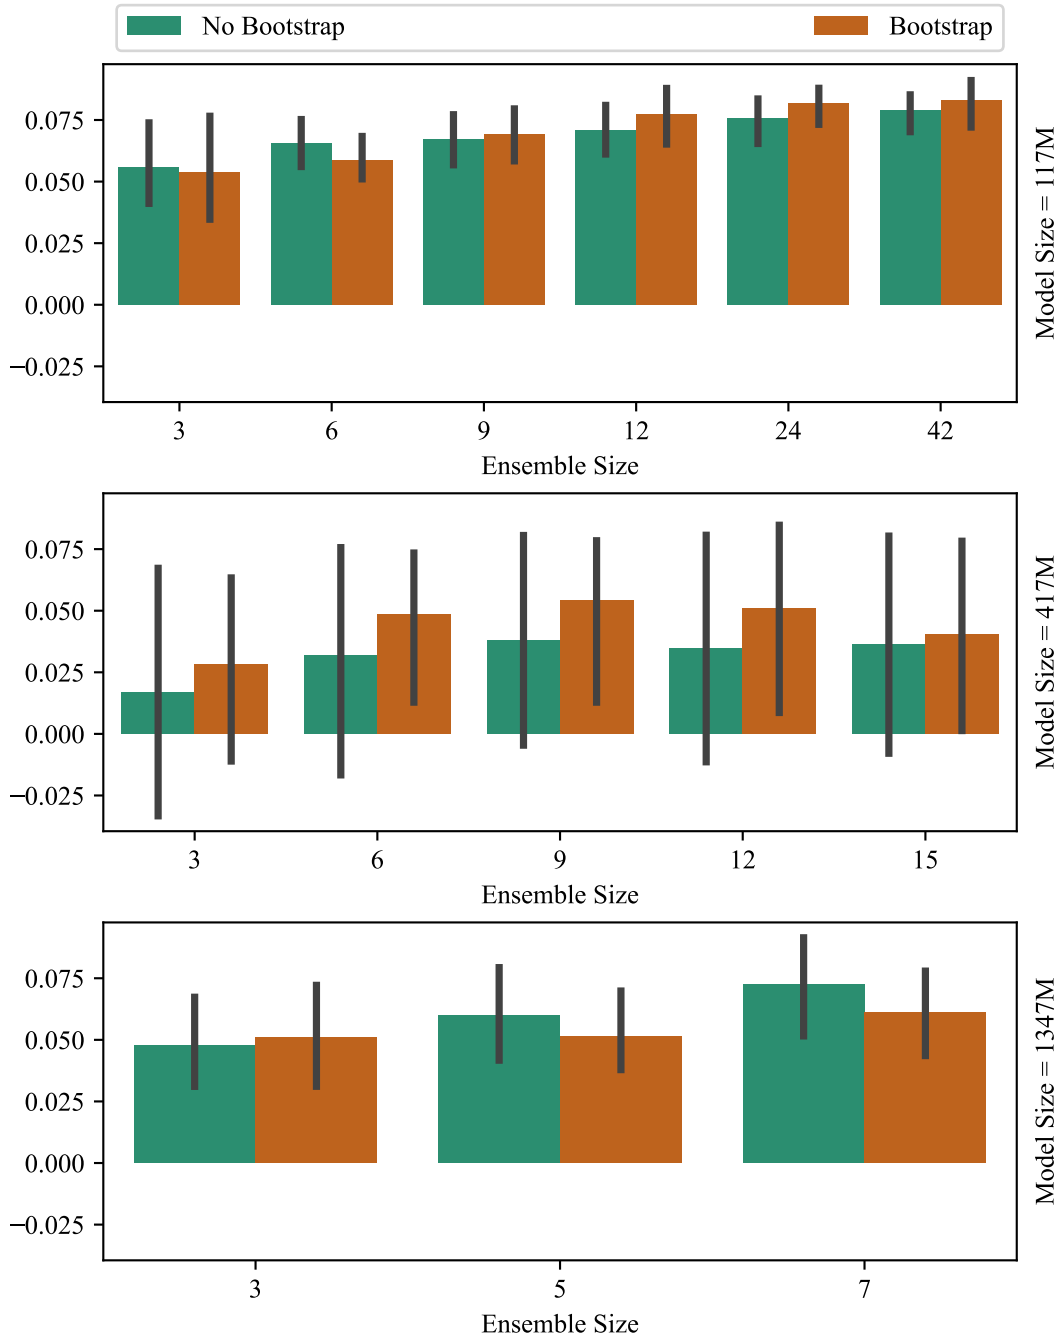 No Bootstrap Bootstrap
0.075
0.050
0.025
0.000
−0.025
3 6 9 12 24 42
Ensemble Size
Model Size = 117M
0.075
0.050
0.025
0.000
−0.025
3 6 9 12 15
Ensemble Size
Model Size = 417M
0.075
0.050
0.025
0.000
−0.025
3 5 7
Ensemble Size
Model Size = 1347M